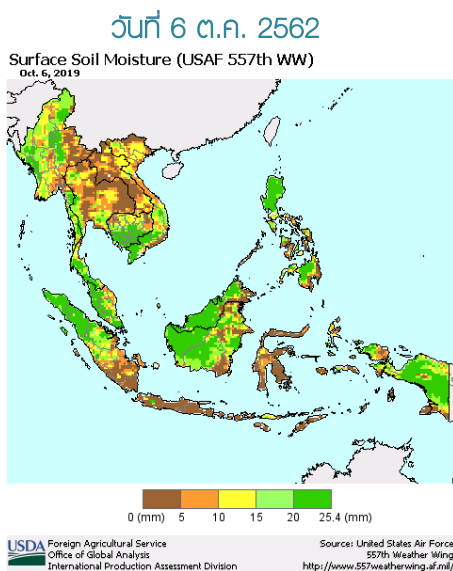 วันที่ 6 ต.ค. 2562
Surface Soil Moisture (USAF 557th WW)
Oct. 6, 2019
0 (mm) 5 10 15 20 25.4 (mm)
USDA Foreign Agricultural Service
Office of Global Analysis
International Production Assessment Division
Source: United States Air Force
557th Weather Wing
http://www.557weatherwing.af.mil/